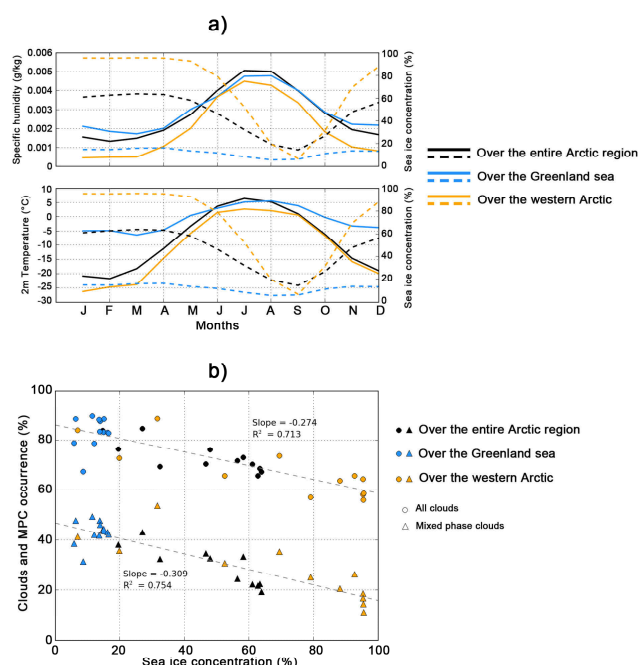 a)
Specific humidity (g/kg)
0.006
0.005
0.004
0.003
0.002
0.001
0
100
80
60
40
20
0
Sea ice concentration (%)
2m Temperature (°C)
10
5
0
-5
-10
-15
-20
-25
-30
100
80
60
40
20
0
Sea ice concentration (%)
J F M A M J J A S O N D
Months
Over the entire Arctic region
Over the Greenland sea
Over the western Arctic
b)
Clouds and MPC occurrence (%)
100
80
60
40
20
0
Slope = -0.274
R² = 0.713
Slope = -0.309
R² = 0.754
0 20 40 60 80 100
Sea ice concentration (%)
Over the entire Arctic region
Over the Greenland sea
Over the western Arctic
All clouds
Mixed phase clouds